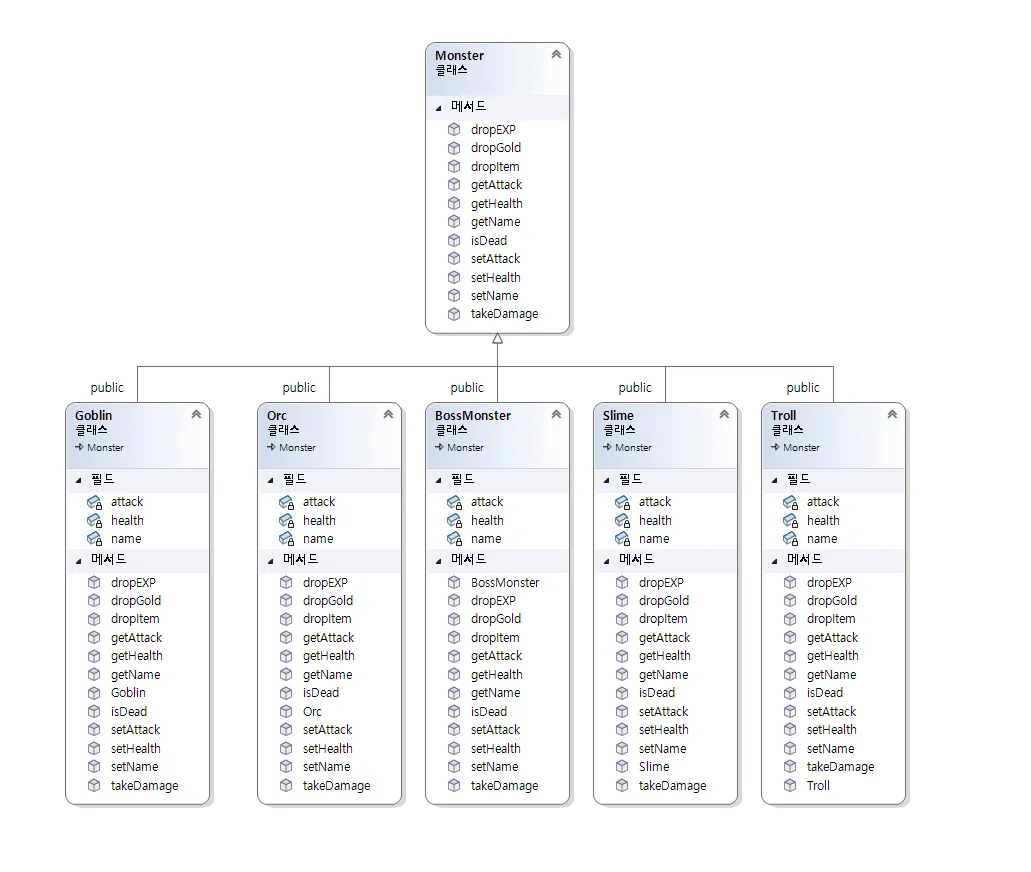 Monster
클래스
메서드
dropEXP
dropGold
dropItem
getAttack
getHealth
getName
isDead
setAttack
setHealth
setName
takeDamage
public
Goblin
클래스
Monster
필드
attack
health
name
메서드
dropEXP
dropGold
dropItem
getAttack
getHealth
getName
Goblin
isDead
setAttack
setHealth
setName
takeDamage
public
Orc
클래스
Monster
필드
attack
health
name
메서드
dropEXP
dropGold
dropItem
getAttack
getHealth
getName
isDead
Orc
setAttack
setHealth
setName
takeDamage
public
BossMonster
클래스
Monster
필드
attack
health
name
메서드
BossMonster
dropEXP
dropGold
dropItem
getAttack
getHealth
getName
isDead
setAttack
setHealth
setName
takeDamage
public
Slime
클래스
Monster
필드
attack
health
name
메서드
dropEXP
dropGold
dropItem
getAttack
getHealth
getName
isDead
setAttack
setHealth
setName
Slime
takeDamage
public
Troll
클래스
Monster
필드
attack
health
name
메서드
dropEXP
dropGold
dropItem
getAttack
getHealth
getName
isDead
setAttack
setHealth
setName
takeDamage
Troll